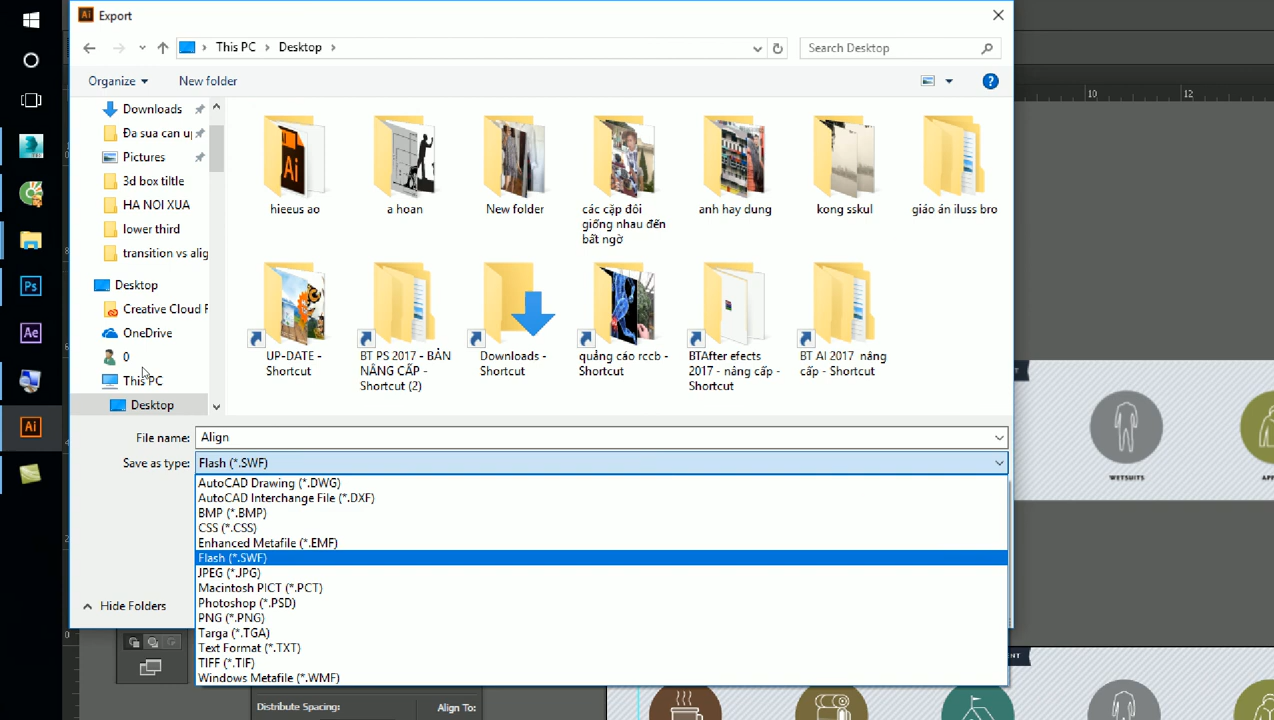 Ai Export
This PC > Desktop >
Search Desktop
Organize
New folder
Downloads
Đa sua can up
Pictures
3d box tiltle
HA NOI XUA
lower third
transition vs alig
Desktop
Creative Cloud F
OneDrive
0
This PC
Desktop
Ai
hieeus ao
a hoan
New folder
các cặp đôi
giống nhau đến
bất ngờ
anh hay dung
kong sskul
giáo án iluss bro
UP-DATE -
Shortcut
BT PS 2017 - BẢN
NÂNG CẤP -
Shortcut (2)
Downloads -
Shortcut
quảng cáo rccb -
Shortcut
BTAfter efects
2017 - nâng cấp -
Shortcut
BT AI 2017 nâng
cấp - Shortcut
File name: Align
Save as type: Flash (*.SWF)
AutoCAD Drawing (*.DWG)
AutoCAD Interchange File (*.DXF)
BMP (*.BMP)
CSS (*.CSS)
Enhanced Metafile (*.EMF)
Flash (*.SWF)
JPEG (*.JPG)
Macintosh PICT (*.PCT)
Photoshop (*.PSD)
PNG (*.PNG)
Targa (*.TGA)
Text Format (*.TXT)
TIFF (*.TIF)
Windows Metafile (*.WMF)
Hide Folders
Distribute Spacing:
Align To:
Ps
Ae
Ai
10
12
WETSUITS